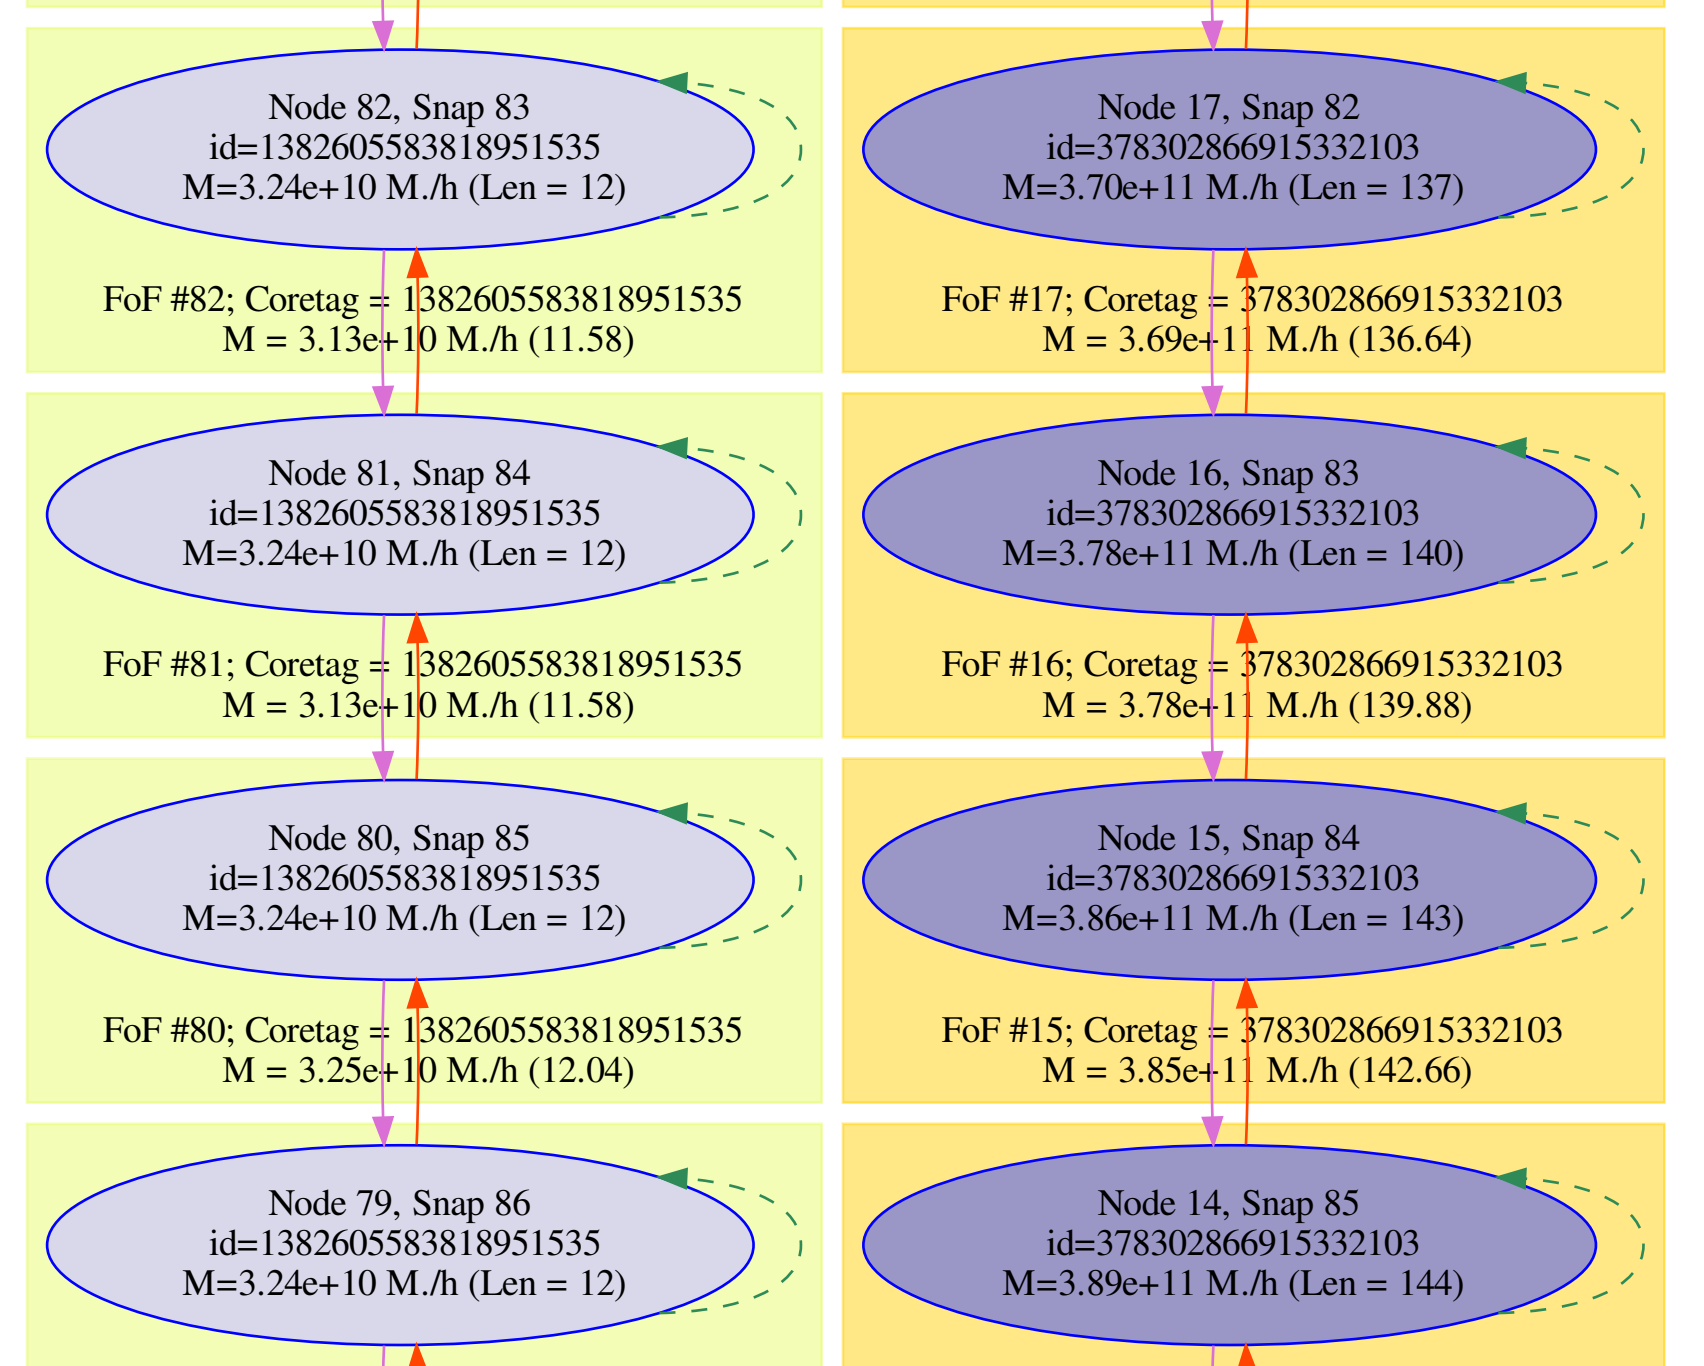 Node 82, Snap 83
id=1382605583818951535
M=3.24e+10 M./h (Len = 12)
FoF #82; Coretag = 1382605583818951535
M = 3.13e+10 M./h (11.58)
Node 81, Snap 84
id=1382605583818951535
M=3.24e+10 M./h (Len = 12)
FoF #81; Coretag = 1382605583818951535
M = 3.13e+10 M./h (11.58)
Node 80, Snap 85
id=1382605583818951535
M=3.24e+10 M./h (Len = 12)
FoF #80; Coretag = 1382605583818951535
M = 3.25e+10 M./h (12.04)
Node 79, Snap 86
id=1382605583818951535
M=3.24e+10 M./h (Len = 12)
Node 17, Snap 82
id=378302866915332103
M=3.70e+11 M./h (Len = 137)
FoF #17; Coretag = 378302866915332103
M = 3.69e+11 M./h (136.64)
Node 16, Snap 83
id=378302866915332103
M=3.78e+11 M./h (Len = 140)
FoF #16; Coretag = 378302866915332103
M = 3.78e+11 M./h (139.88)
Node 15, Snap 84
id=378302866915332103
M=3.86e+11 M./h (Len = 143)
FoF #15; Coretag = 378302866915332103
M = 3.85e+11 M./h (142.66)
Node 14, Snap 85
id=378302866915332103
M=3.89e+11 M./h (Len = 144)